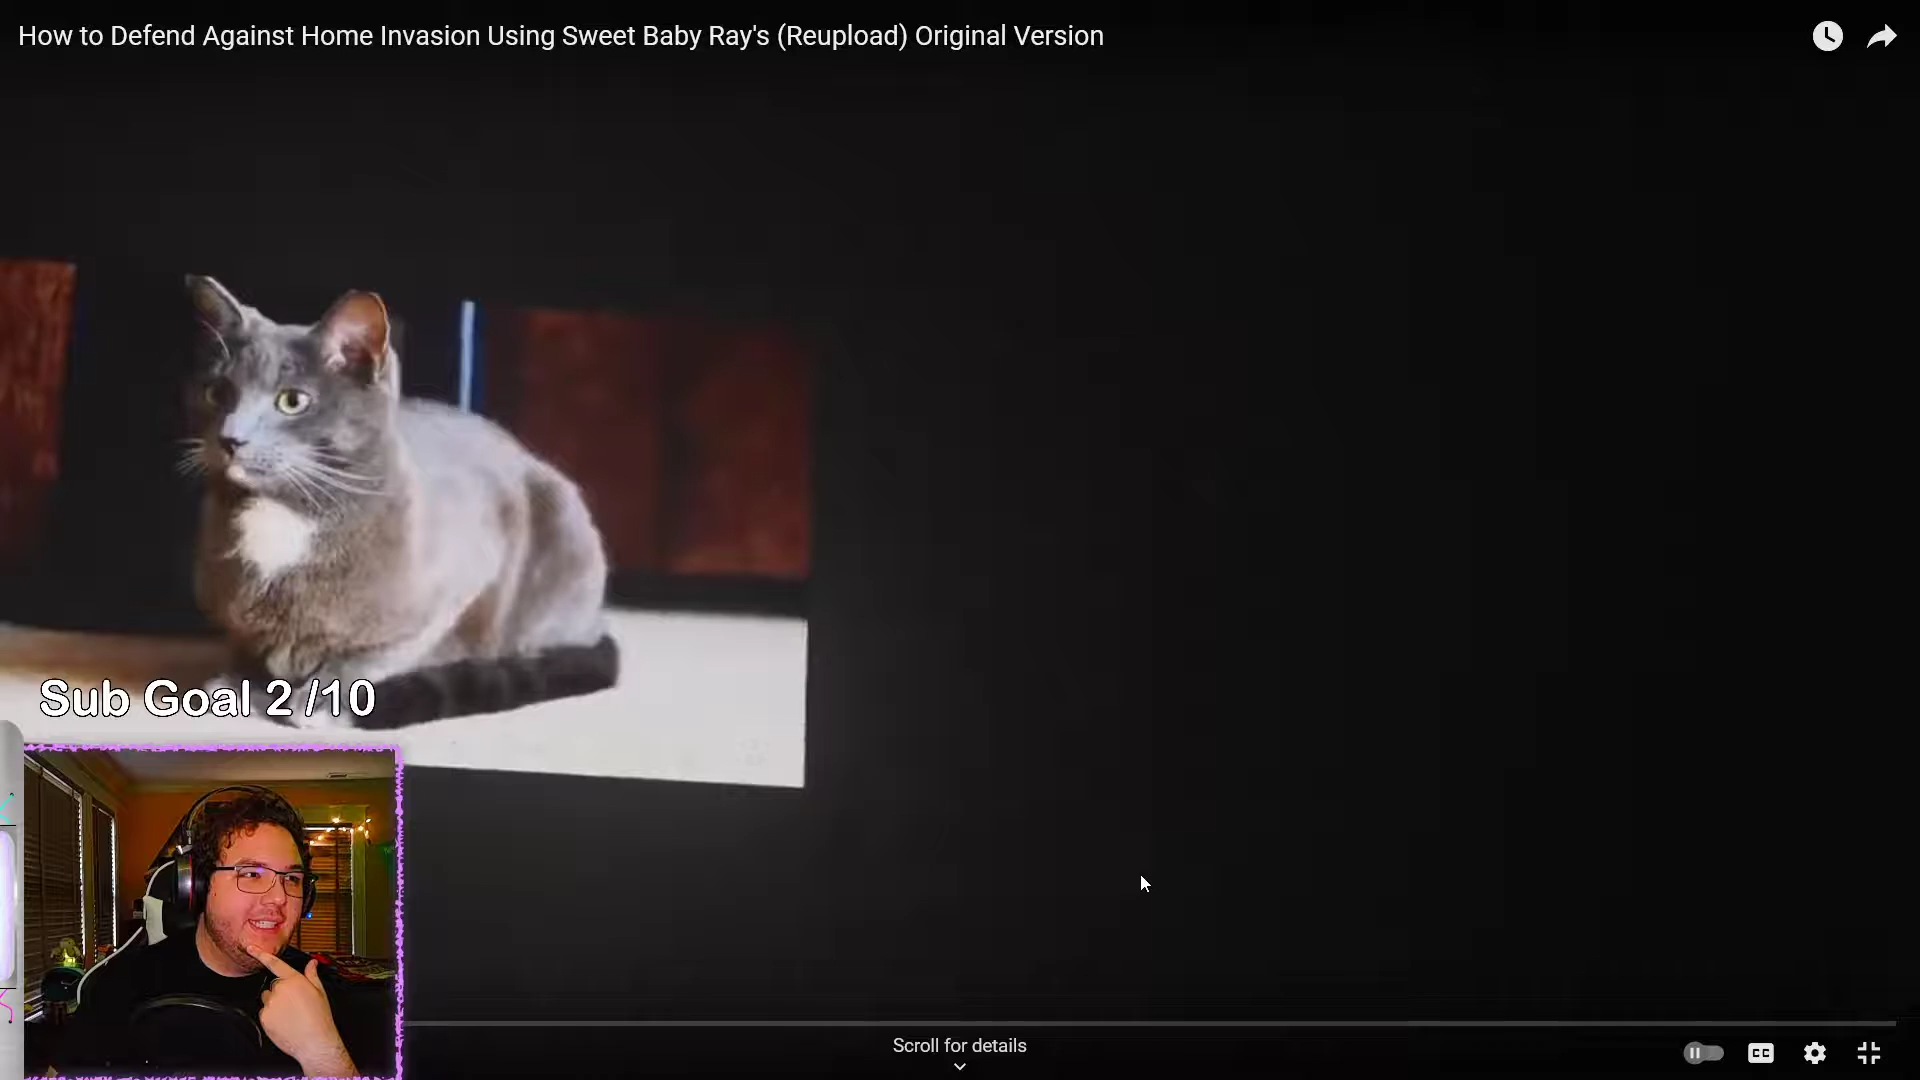 How to Defend Against Home Invasion Using Sweet Baby Ray's (Reupload) Original Version
Sub Goal 2 /10
Scroll for details
CC